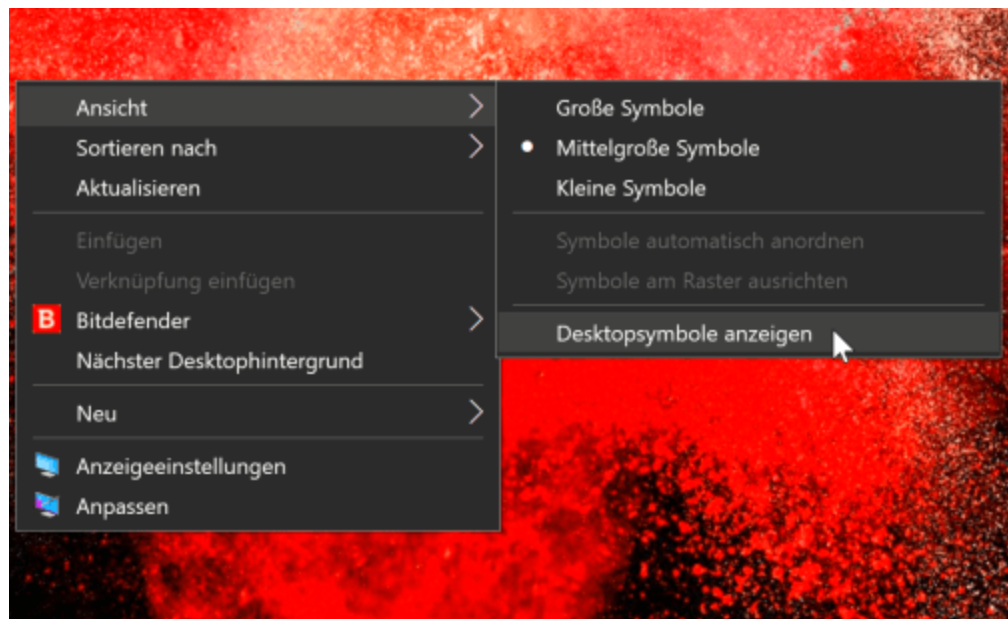 Ansicht
Sortieren nach
Aktualisieren
Einfügen
Verknüpfung einfügen
B Bitdefender
Nächster Desktophintergrund
Neu
Anzeigeeinstellungen
Anpassen
Große Symbole
Mittelgroße Symbole
Kleine Symbole
Symbole automatisch anordnen
Symbole am Raster ausrichten
Desktopsymbole anzeigen